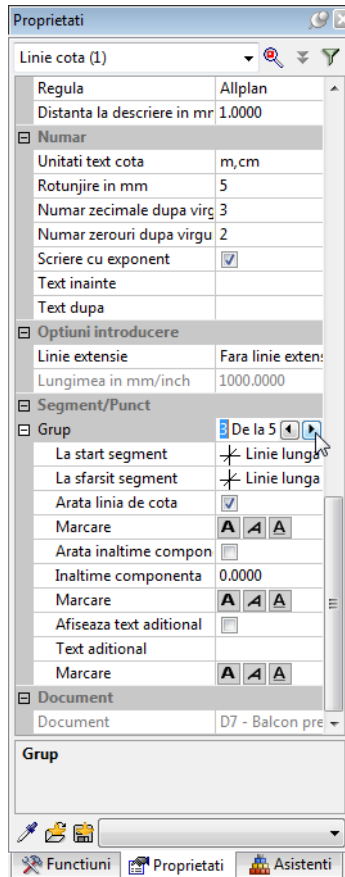 Proprietati
Linie cota (1)
Regula Allplan
Distanta la descriere in mr 1.0000
Numar
Unitati text cota m,cm
Rotunjire in mm 5
Numar zecimale dupa virg 3
Numar zerouri dupa virgu 2
Scriere cu exponent
Text inainte
Text dupa
Optiuni introducere
Linie extensie Fara linie extens
Lungimea in mm/inch 1000.0000
Segment/Punct
Grup 3 De la 5
La start segment Linie lunga
La sfarsit segment Linie lunga
Arata linia de cota
Marcare A A A
Arata inaltime compon
Inaltime componenta 0.0000
Marcare A A A
Afiseaza text aditional
Text aditional
Marcare A A A
Document
Document D7 - Balcon pre
Grup
Functiuni Proprietati Asistenti